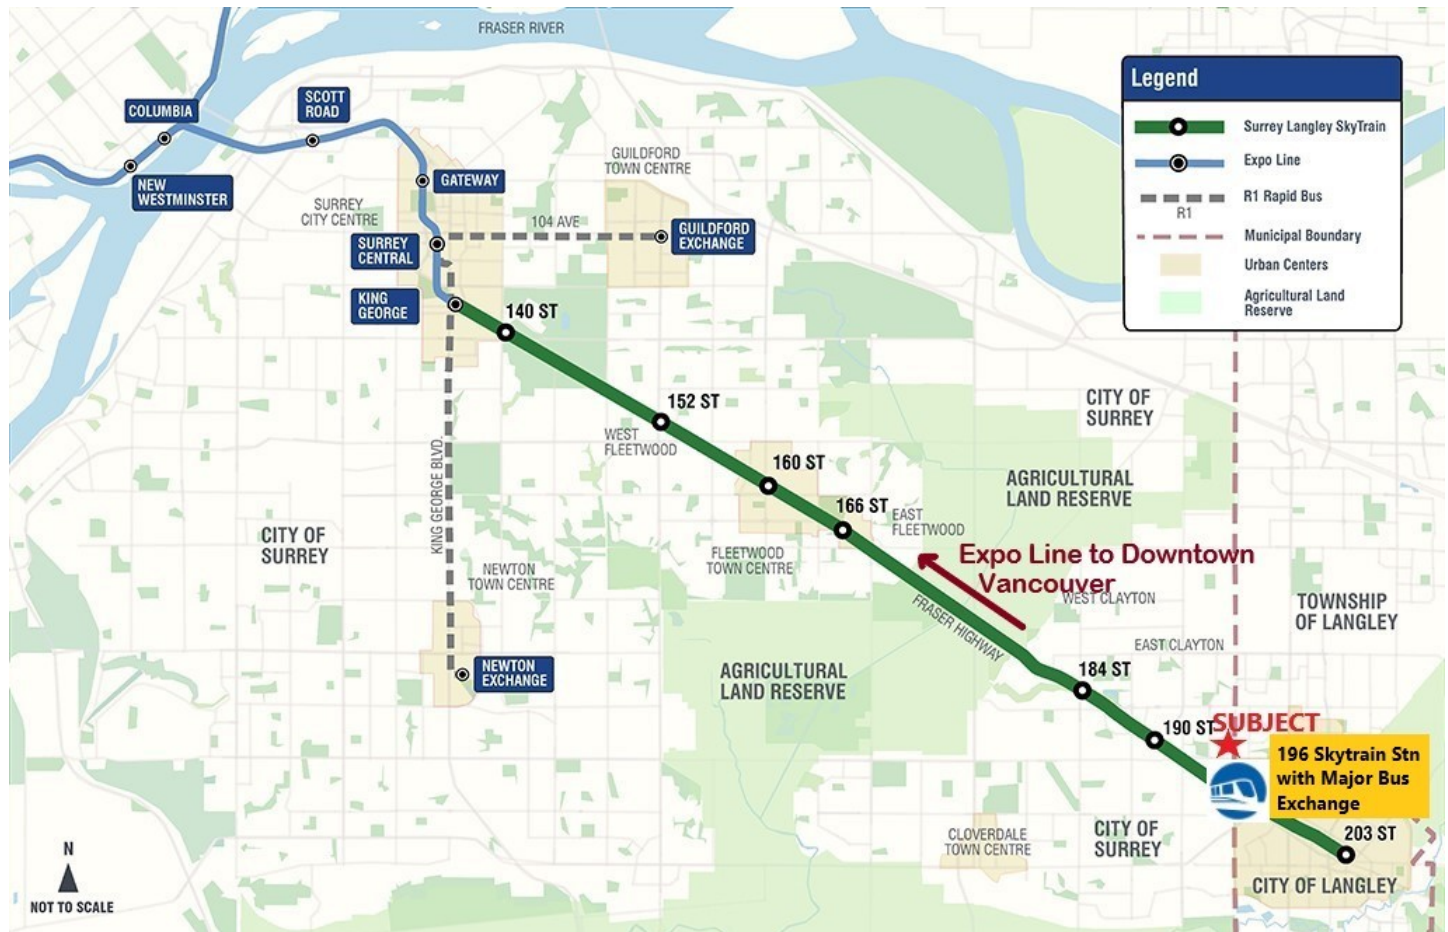 FRASER RIVER
Legend
Surrey Langley SkyTrain
Expo Line
R1 Rapid Bus
R1
Municipal Boundary
Urban Centers
Agricultural Land
Reserve
COLUMBIA
SCOTT
ROAD
NEW
WESTMINSTER
GATEWAY
GUILDFORD
TOWN CENTRE
SURREY
CITY CENTRE
104 AVE
GUILDFORD
EXCHANGE
SURREY
CENTRAL
KING
GEORGE
140 ST
152 ST
WEST
FLEETWOOD
CITY OF
SURREY
160 ST
AGRICULTURAL
LAND RESERVE
166 ST
EAST
FLEETWOOD
KING GEORGE BLVD.
CITY OF
SURREY
FLEETWOOD
TOWN CENTRE
NEWTON
TOWN CENTRE
Expo Line to Downtown
Vancouver
WEST CLAYTON
FRASER HIGHWAY
TOWNSHIP
OF LANGLEY
EAST CLAYTON
NEWTON
EXCHANGE
AGRICULTURAL
LAND RESERVE
184 ST
190 ST
SUBJECT
196 Skytrain Stn
with Major Bus
Exchange
CLOVERDALE
TOWN CENTRE
CITY OF
SURREY
203 ST
CITY OF LANGLEY
N
NOT TO SCALE